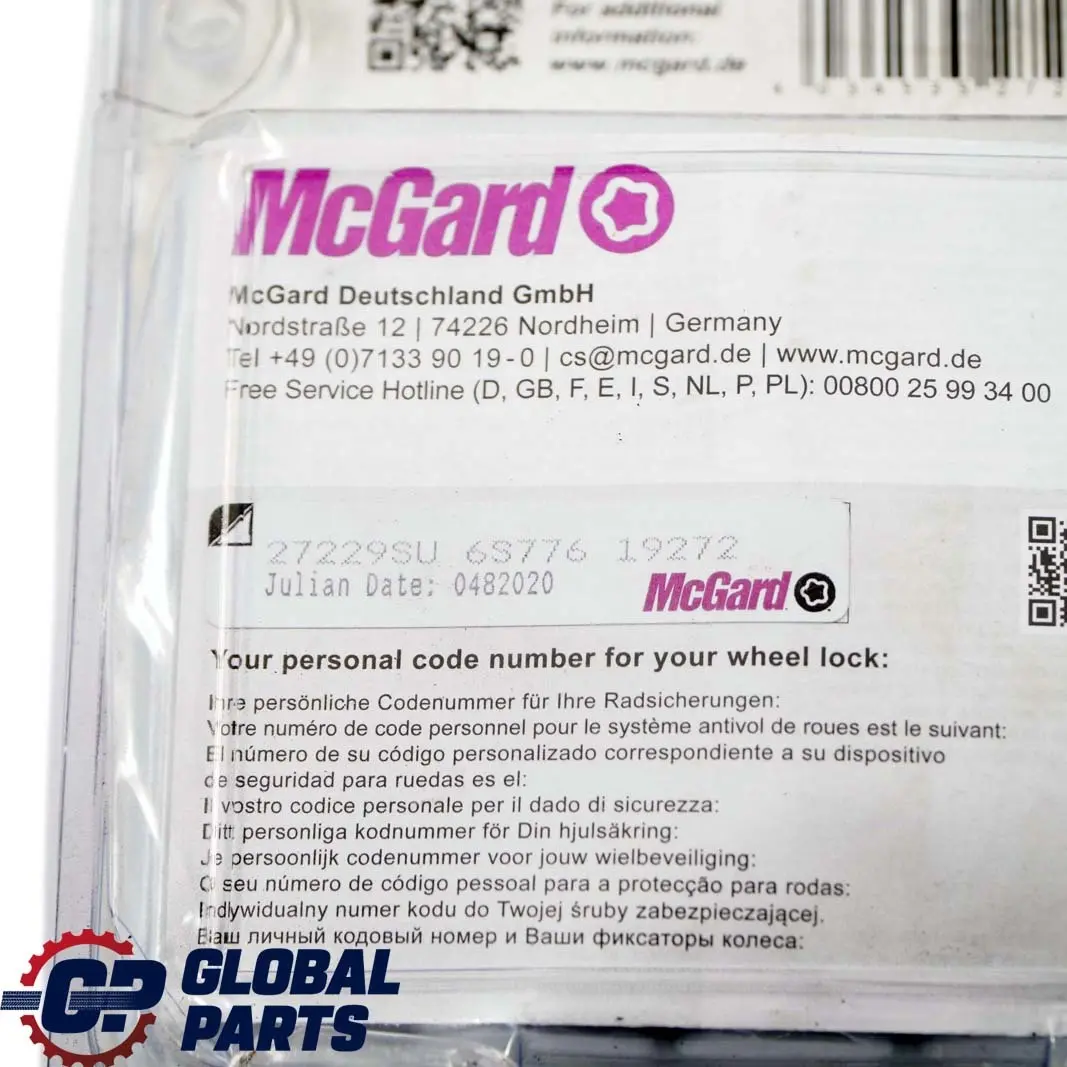 For additional
information:
www.mcgard.de
McGard
McGard Deutschland GmbH
Nordstraße 12 | 74226 Nordheim | Germany
Tel +49 (0)7133 90 19-0 | cs@mcgard.de | www.mcgard.de
Free Service Hotline (D, GB, F, E, I, S, NL, P, PL): 00800 25 99 34 00
27229SU 6S776 19272
Julian Date: 0482020
McGard
Your personal code number for your wheel lock:
Ihre persönliche Codenummer für Ihre Radsicherungen:
Votre numéro de code personnel pour le système antivol de roues est le suivant:
El número de su código personalizado correspondiente a su dispositivo
de seguridad para ruedas es el:
Il vostro codice personale per il dado di sicurezza:
Ditt personliga kodnummer för Din hjulsäkring:
Je persoonlijk codenummer voor jouw wielbeveiliging:
O seu número de código pessoal para a protecção para rodas:
Indywidualny numer kodu do Twojej śruby zabezpieczającej.
Ваш личный кодовый номер и Ваши фиксаторы колеса:
GP GLOBAL
PARTS